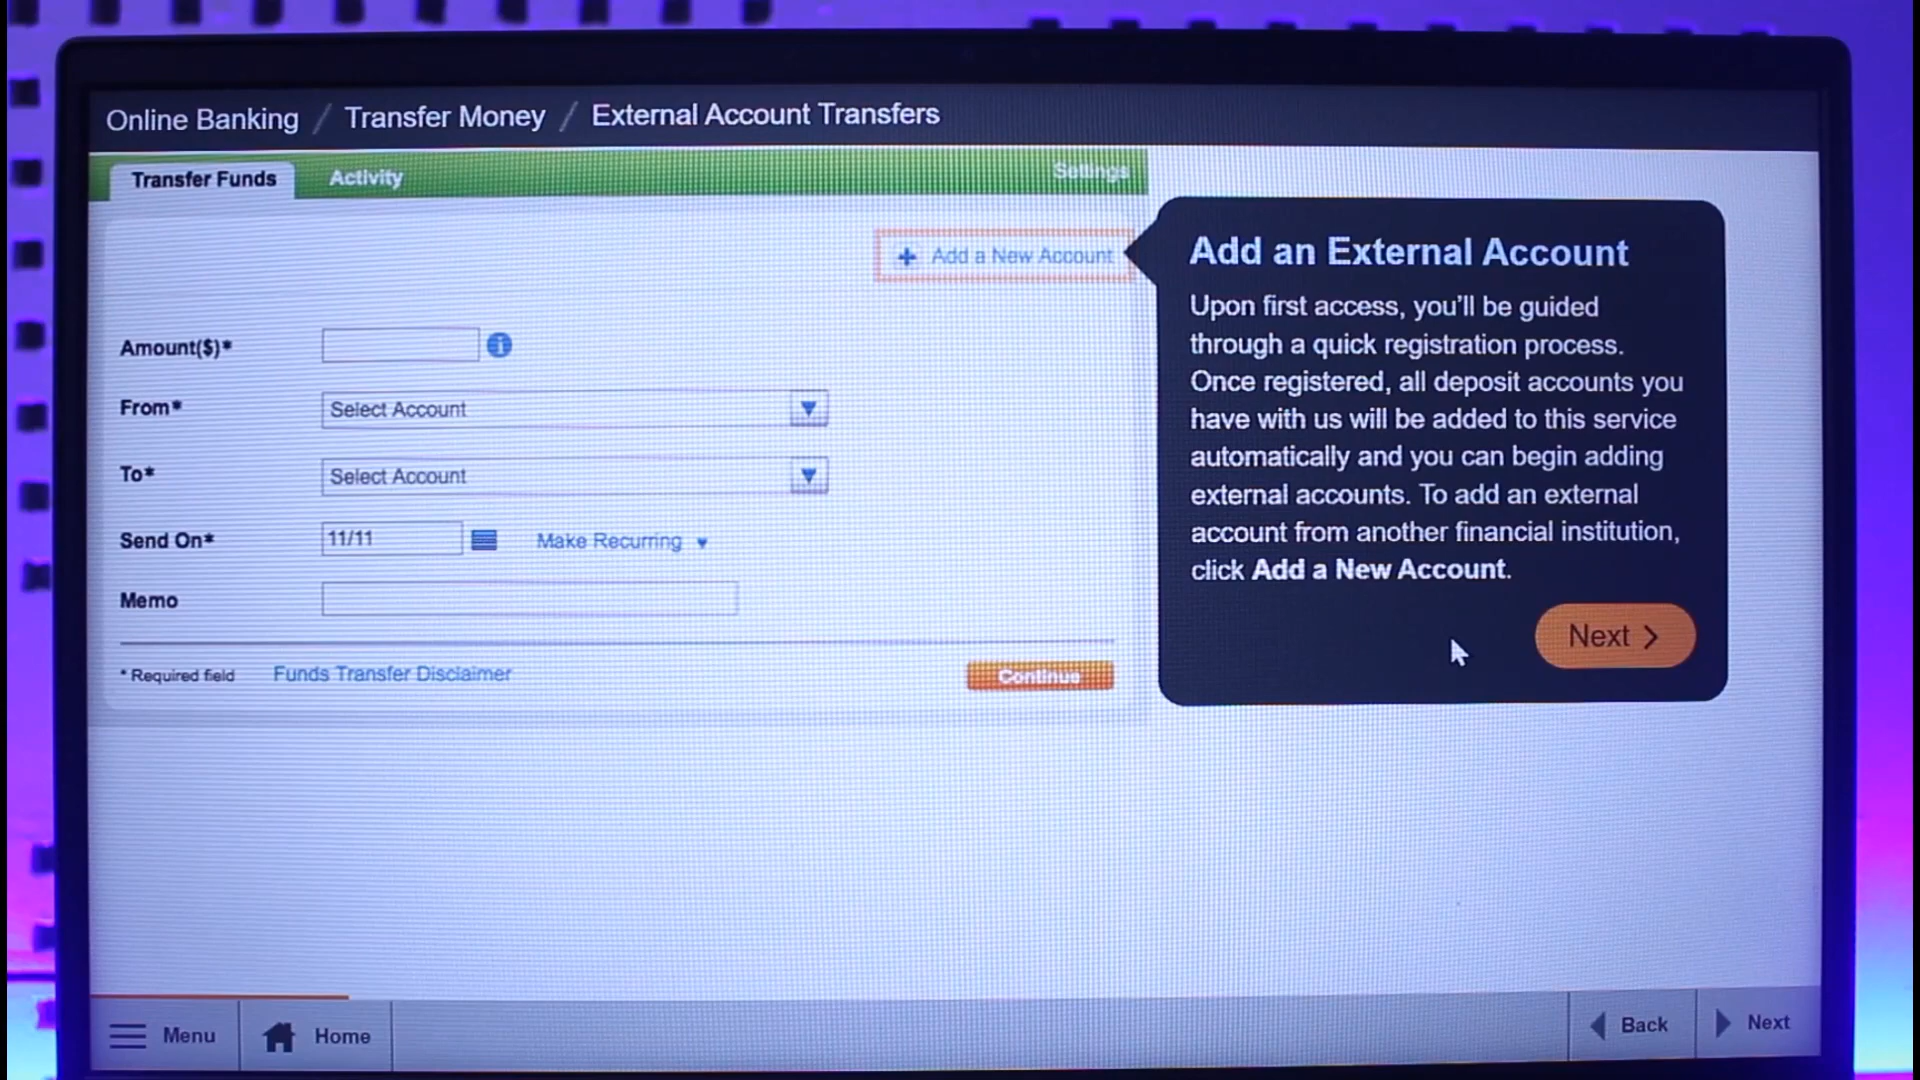 Online Banking / Transfer Money / External Account Transfers
Transfer Funds Activity Settings
+ Add a New Account
Amount($)*
From* Select Account
To* Select Account
Send On* 11/11 Make Recurring
Memo
* Required field Funds Transfer Disclaimer Continue
Add an External Account
Upon first access, you'll be guided
through a quick registration process.
Once registered, all deposit accounts you
have with us will be added to this service
automatically and you can begin adding
external accounts. To add an external
account from another financial institution,
click Add a New Account.
Next >
Menu Home Back Next